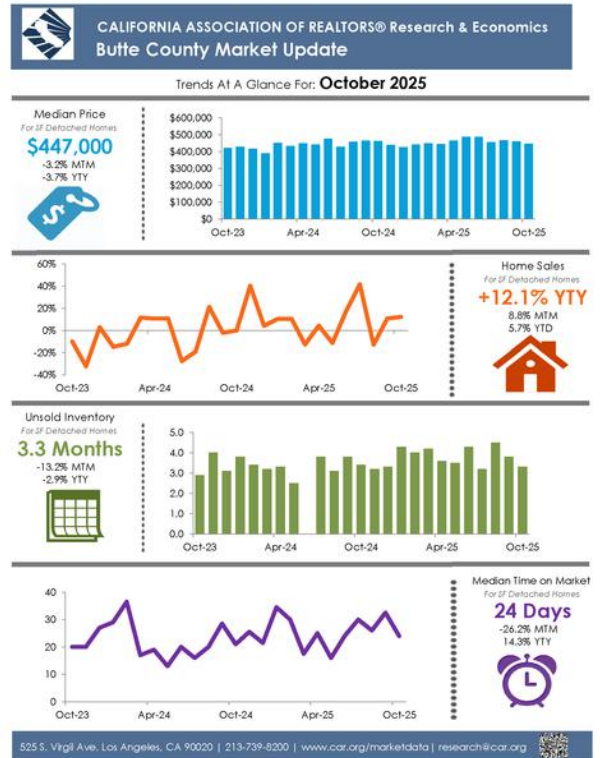 CALIFORNIA ASSOCIATION OF REALTORS® Research & Economics
Butte County Market Update
Trends At A Glance For: October 2025
Median Price
For SF Detached Homes
$447,000
-3.2% MTM
-3.7% YTY
$
$600,000
$500,000
$400,000
$300,000
$200,000
$100,000
$0
Oct-23 Apr-24 Oct-24 Apr-25 Oct-25
60%
40%
20%
0%
-20%
-40%
Oct-23 Apr-24 Oct-24 Apr-25 Oct-25
Home Sales
For SF Detached Homes
+12.1% YTY
8.8% MTM
5.7% YTD
Unsold Inventory
For SF Detached Homes
3.3 Months
-13.2% MTM
-2.9% YTY
5.0
4.0
3.0
2.0
1.0
0.0
Oct-23 Apr-24 Oct-24 Apr-25 Oct-25
40
30
20
10
0
Oct-23 Apr-24 Oct-24 Apr-25 Oct-25
Median Time on Market
For SF Detached Homes
24 Days
-26.2% MTM
14.3% YTY
525 S. Virgil Ave. Los Angeles, CA 90020 | 213-739-8200 | www.car.org/marketdata | research@car.org